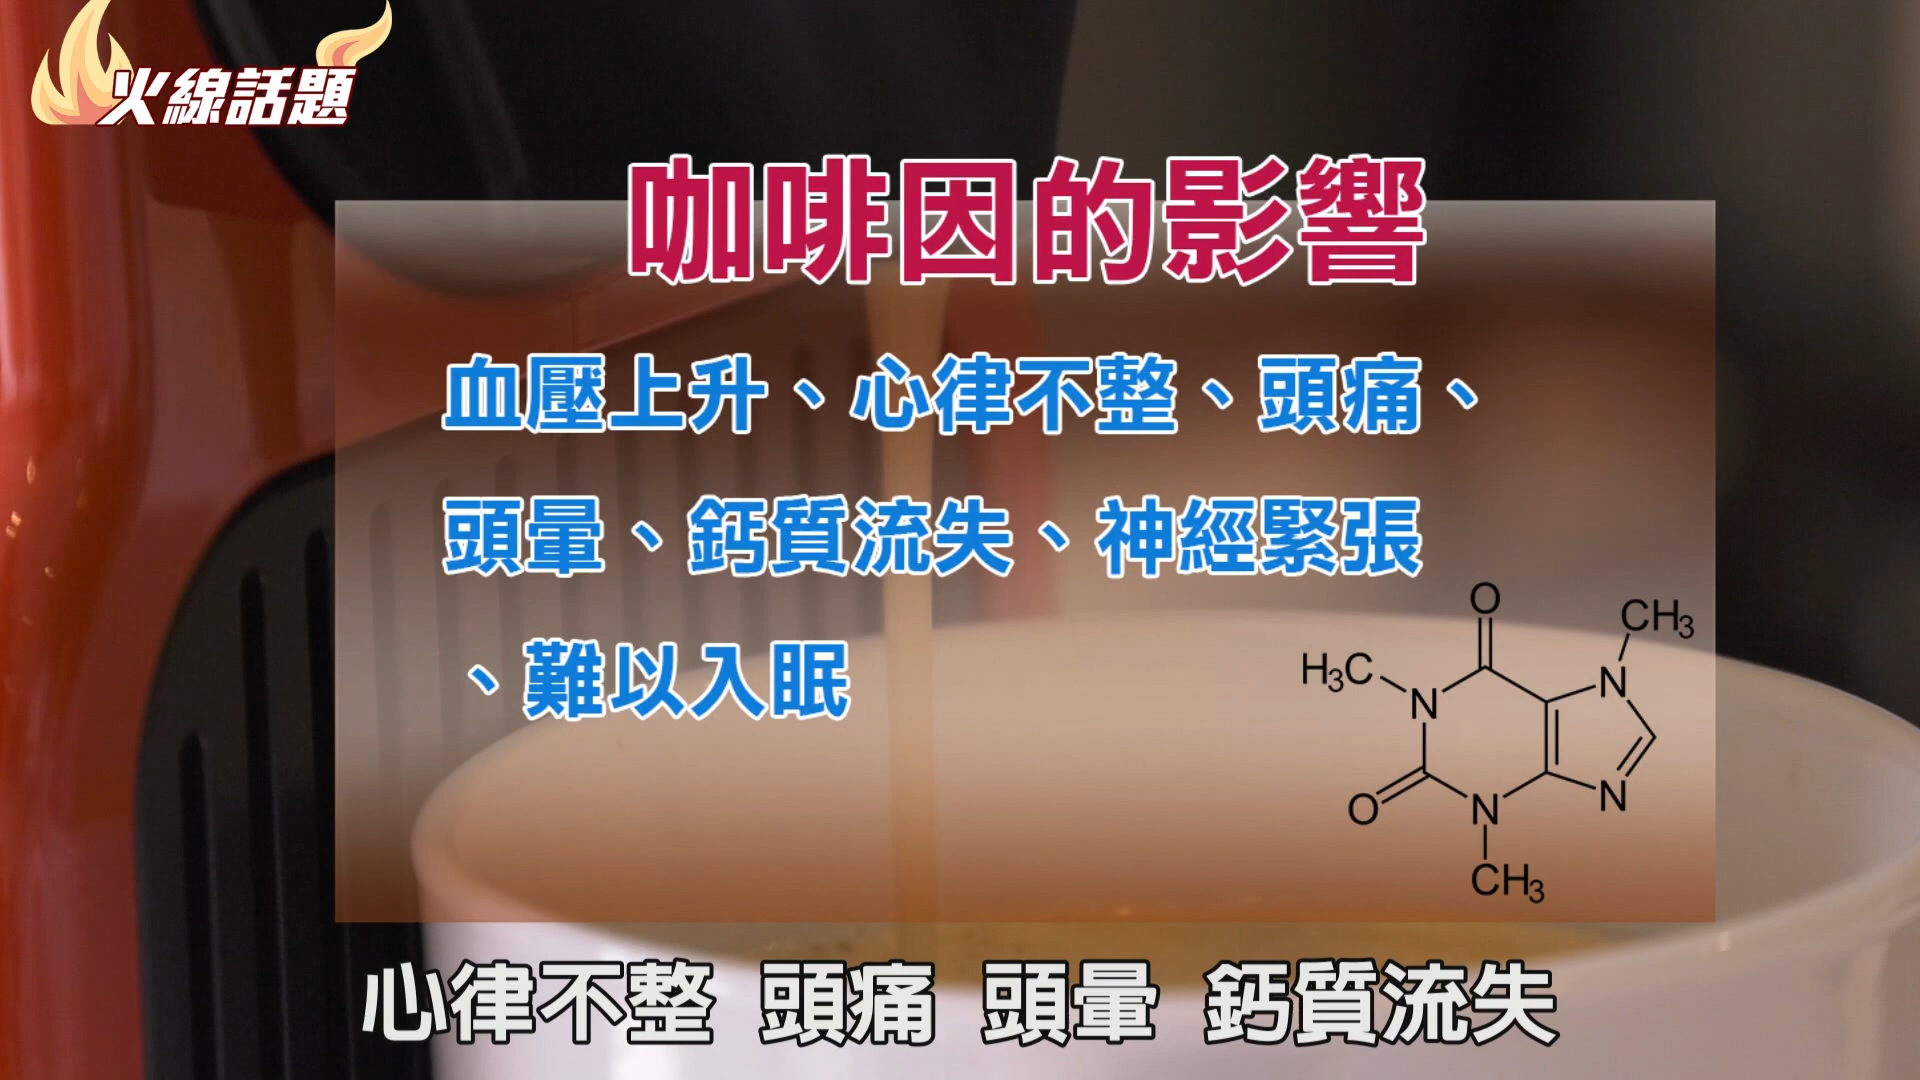 火線話題
咖啡因的影響
血壓上升、心律不整、頭痛、
頭暈、鈣質流失、神經緊張
、難以入眠
O
CH3
H3C
N
N
O
N
N
CH3
心律不整 頭痛 頭暈 鈣質流失